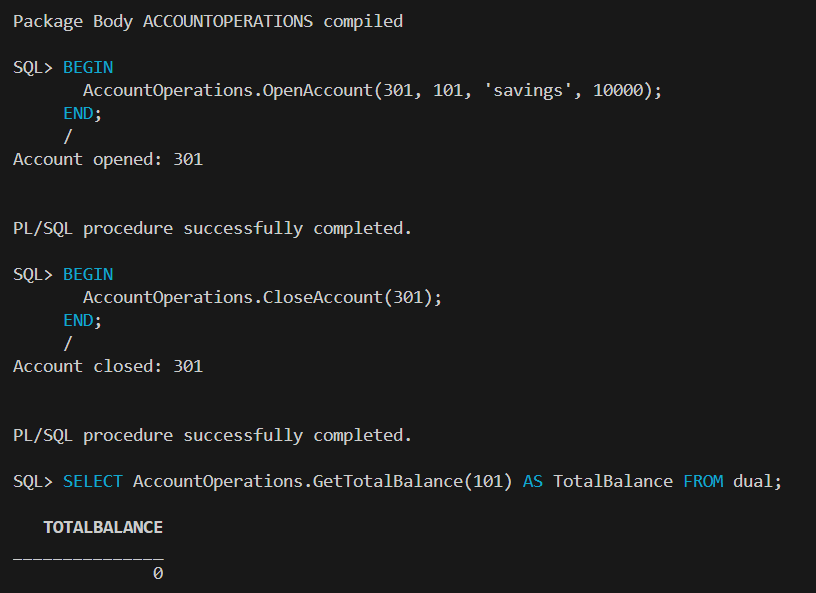 Package Body ACCOUNTOPERATIONS compiled
SQL> BEGIN
AccountOperations.OpenAccount(301, 101, 'savings', 10000);
END;
/
Account opened: 301
PL/SQL procedure successfully completed.
SQL> BEGIN
AccountOperations.CloseAccount(301);
END;
/
Account closed: 301
PL/SQL procedure successfully completed.
SQL> SELECT AccountOperations.GetTotalBalance(101) AS TotalBalance FROM dual;
TOTALBALANCE
_______________
0